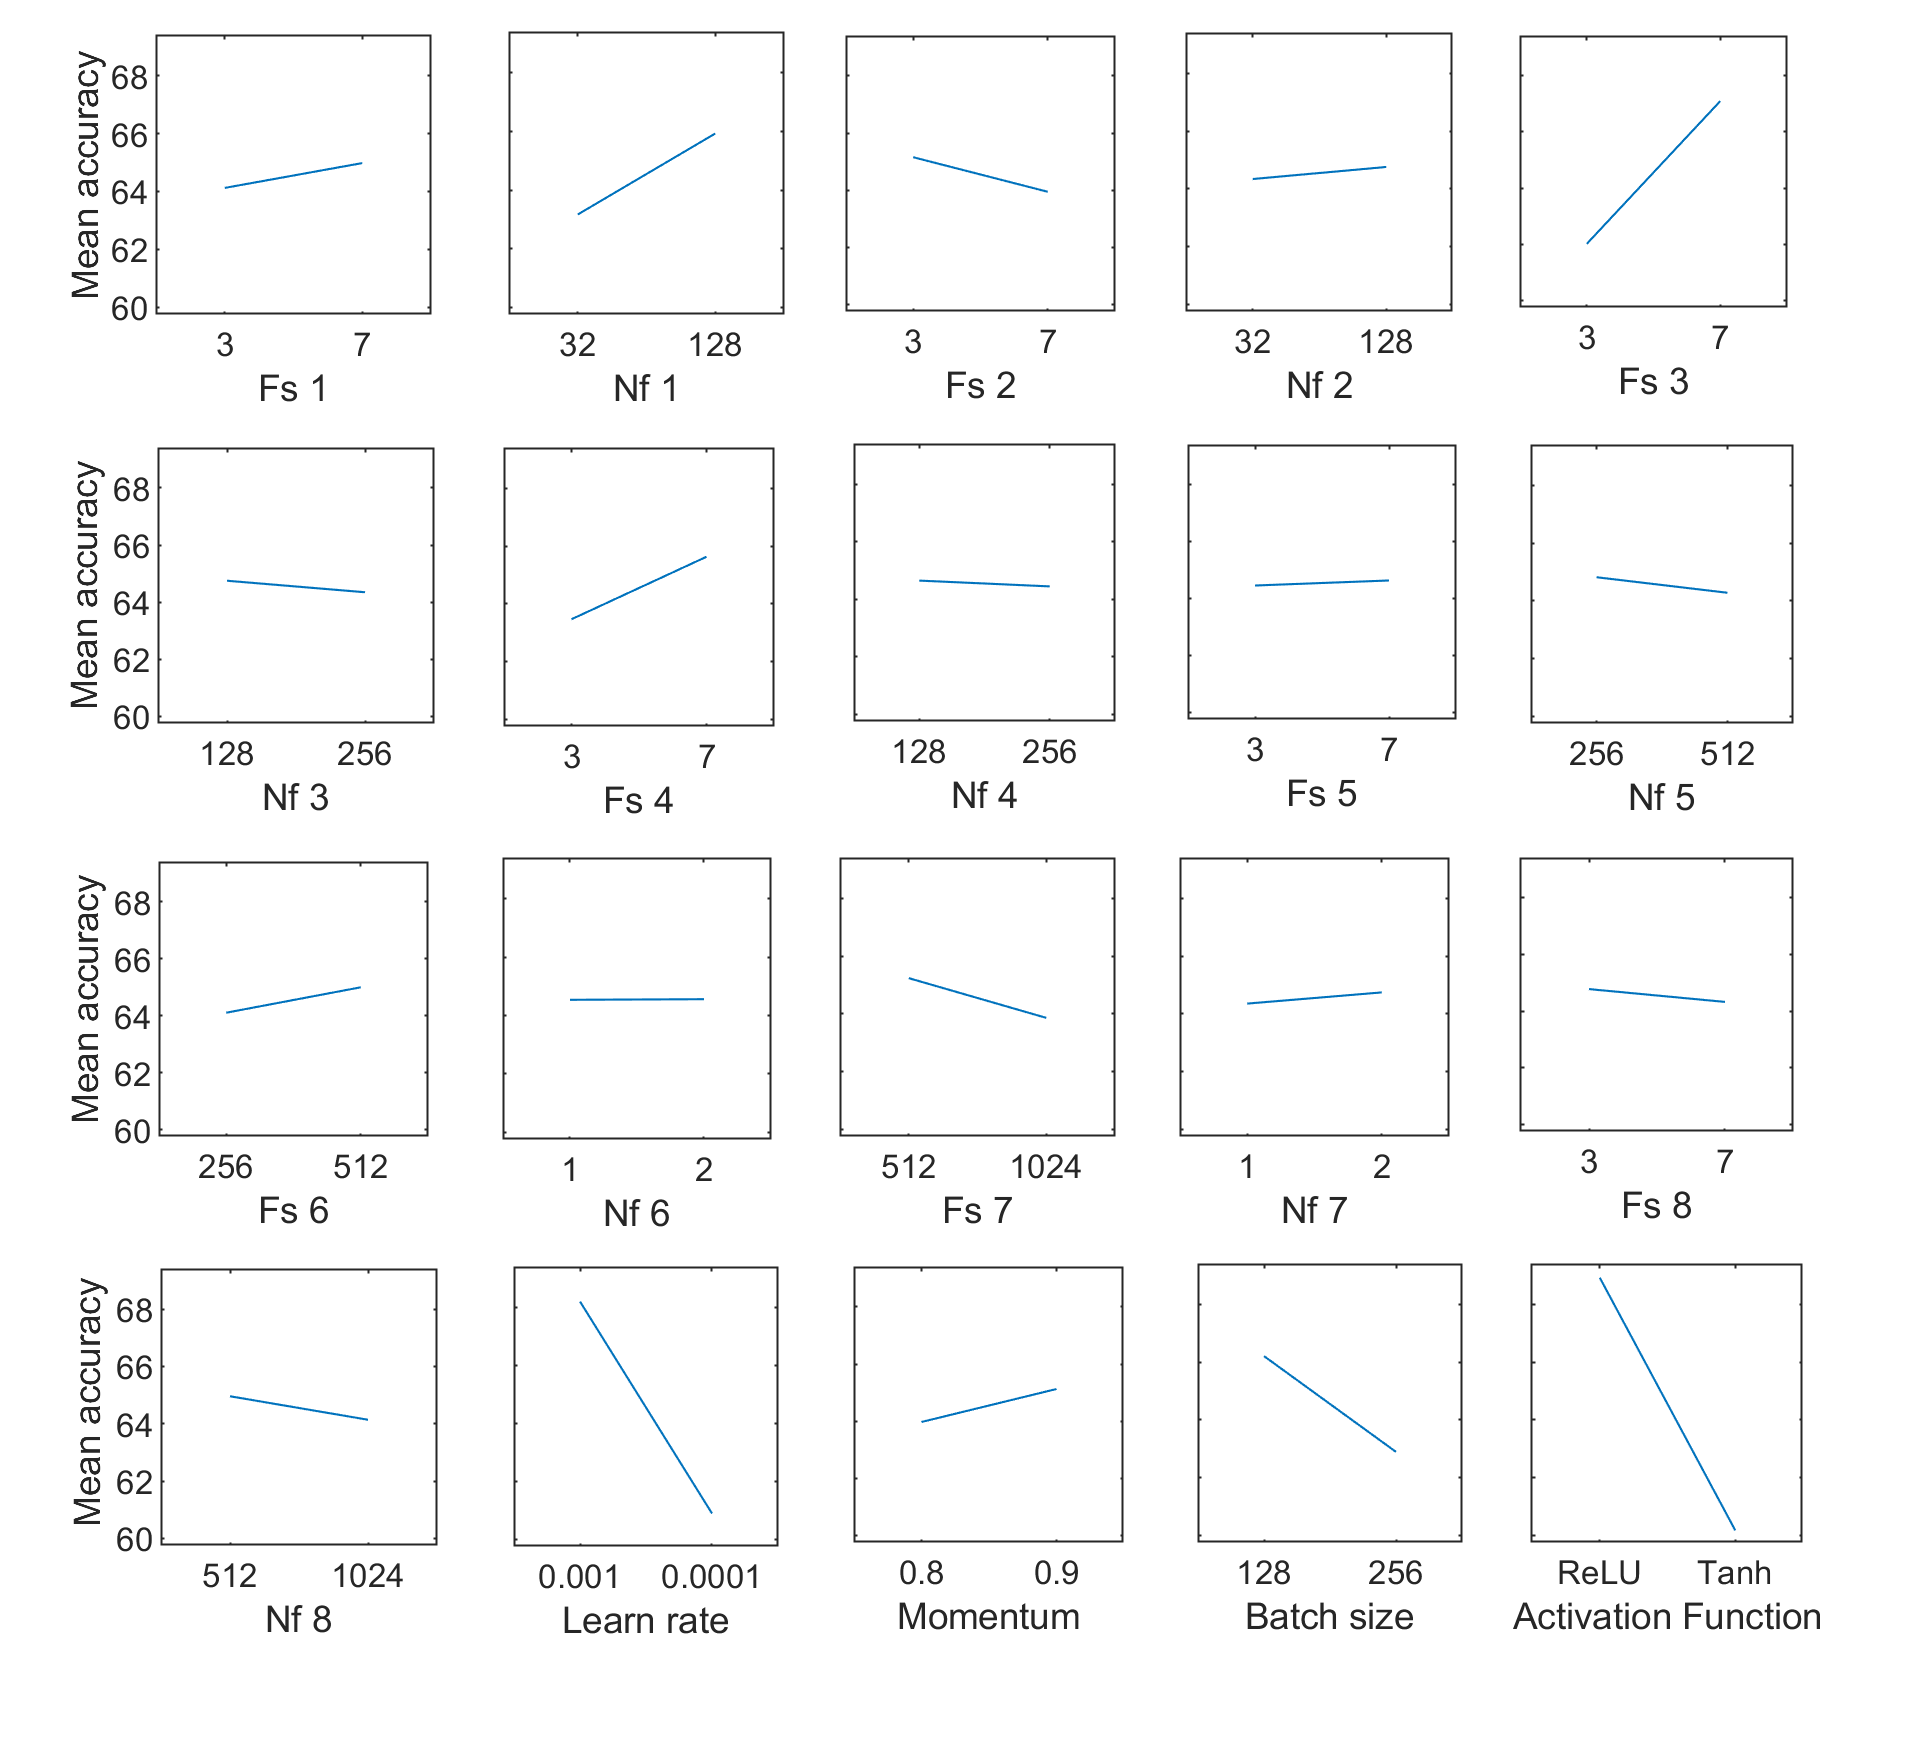 Mean accuracy
68
66
64
62
60
3 7
Fs 1
32 128
Nf 1
3 7
Fs 2
32 128
Nf 2
3 7
Fs 3
Mean accuracy
68
66
64
62
60
128 256
Nf 3
3 7
Fs 4
128 256
Nf 4
3 7
Fs 5
256 512
Nf 5
Mean accuracy
68
66
64
62
60
256 512
Fs 6
1 2
Nf 6
512 1024
Fs 7
1 2
Nf 7
3 7
Fs 8
Mean accuracy
68
66
64
62
60
512 1024
Nf 8
0.001 0.0001
Learn rate
0.8 0.9
Momentum
128 256
Batch size
ReLU Tanh
Activation Function